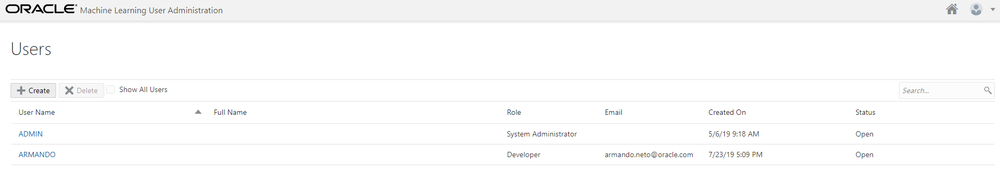 ORACLE® Machine Learning User Administration
Users
Create Delete Show All Users Search...
User Name Full Name Role Email Created On Status
ADMIN System Administrator 5/6/19 9:18 AM Open
ARMANDO Developer armando.neto@oracle.com 7/23/19 5:09 PM Open